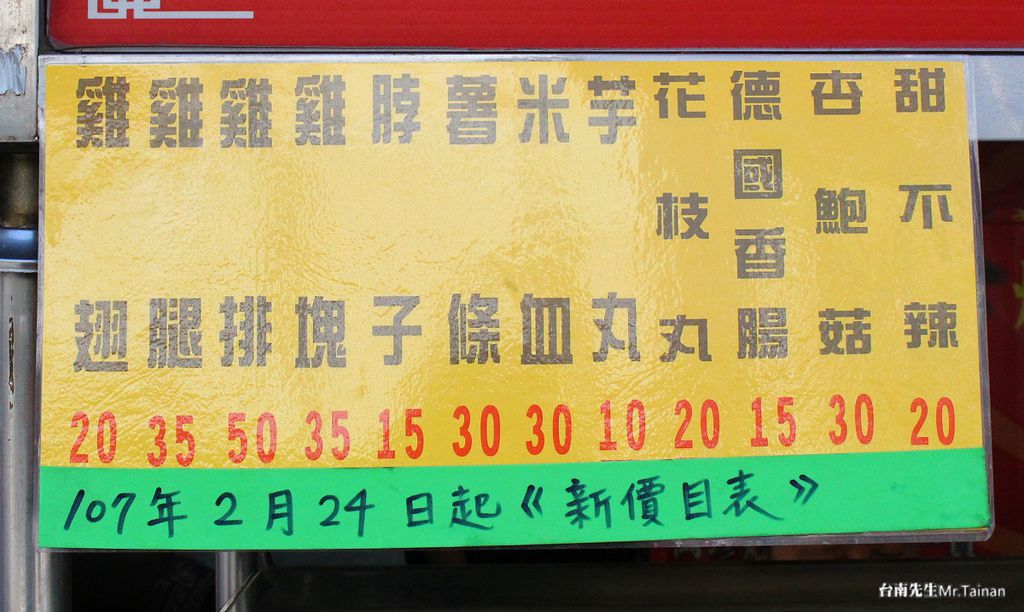 雞翅 20
雞腿 35
雞排 50
雞塊 35
脖子 15
薯條 30
米血 30
芋丸 10
花枝丸 20
德國香腸 15
杏鮑菇 30
甜不辣 20
107年2月24日起《新價目表》
台南先生Mr.Tainan